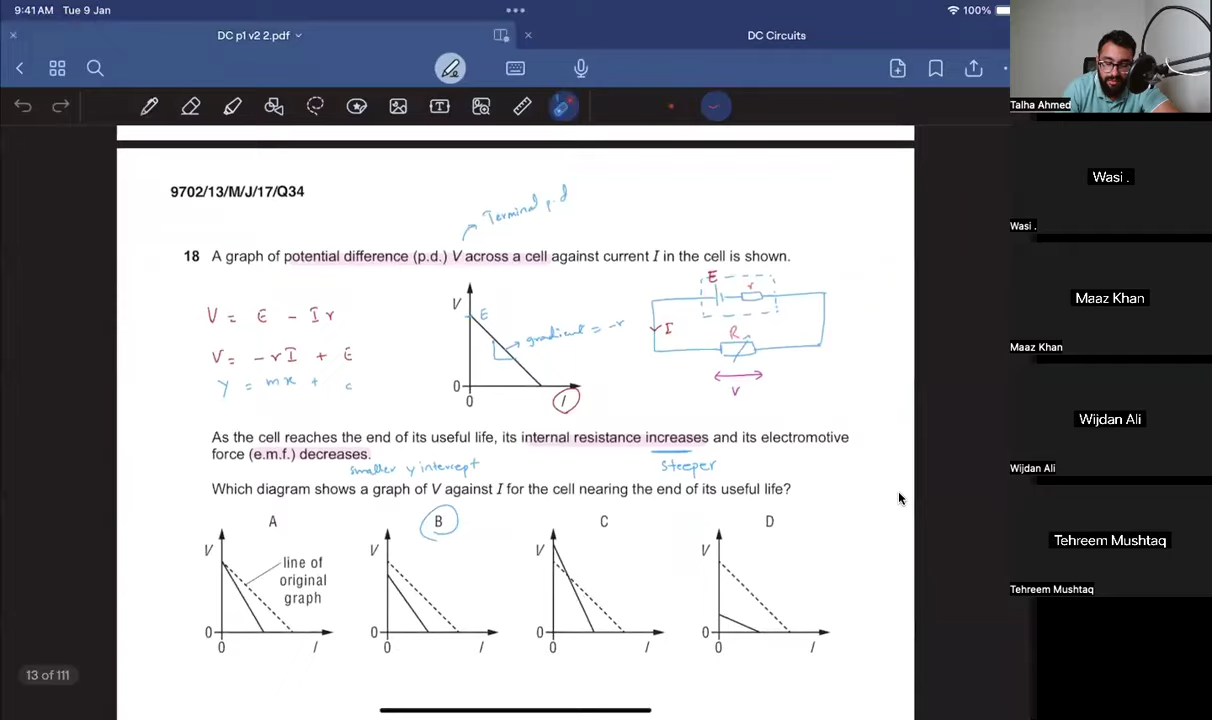 9:41 AM Tue 9 Jan
100%
DC p1 v2 2.pdf
DC Circuits
Talha Ahmed
Wasi .
Wasi .
Maaz Khan
Maaz Khan
Wijdan Ali
Wijdan Ali
Tehreem Mushtaq
Tehreem Mushtaq
9702/13/M/J/17/Q34
Terminal p.d
18 A graph of potential difference (p.d.) V across a cell against current I in the cell is shown.
V = E - Ir
V = -rI + E
y = mx + c
V
E
gradient = -r
0
0
I
E
r
I
R
V
As the cell reaches the end of its useful life, its internal resistance increases and its electromotive
force (e.m.f.) decreases.
smaller y intercept
steeper
Which diagram shows a graph of V against I for the cell nearing the end of its useful life?
A
B
C
D
V
line of
original
graph
0
0
I
V
0
0
I
V
0
0
I
V
0
0
I
13 of 111